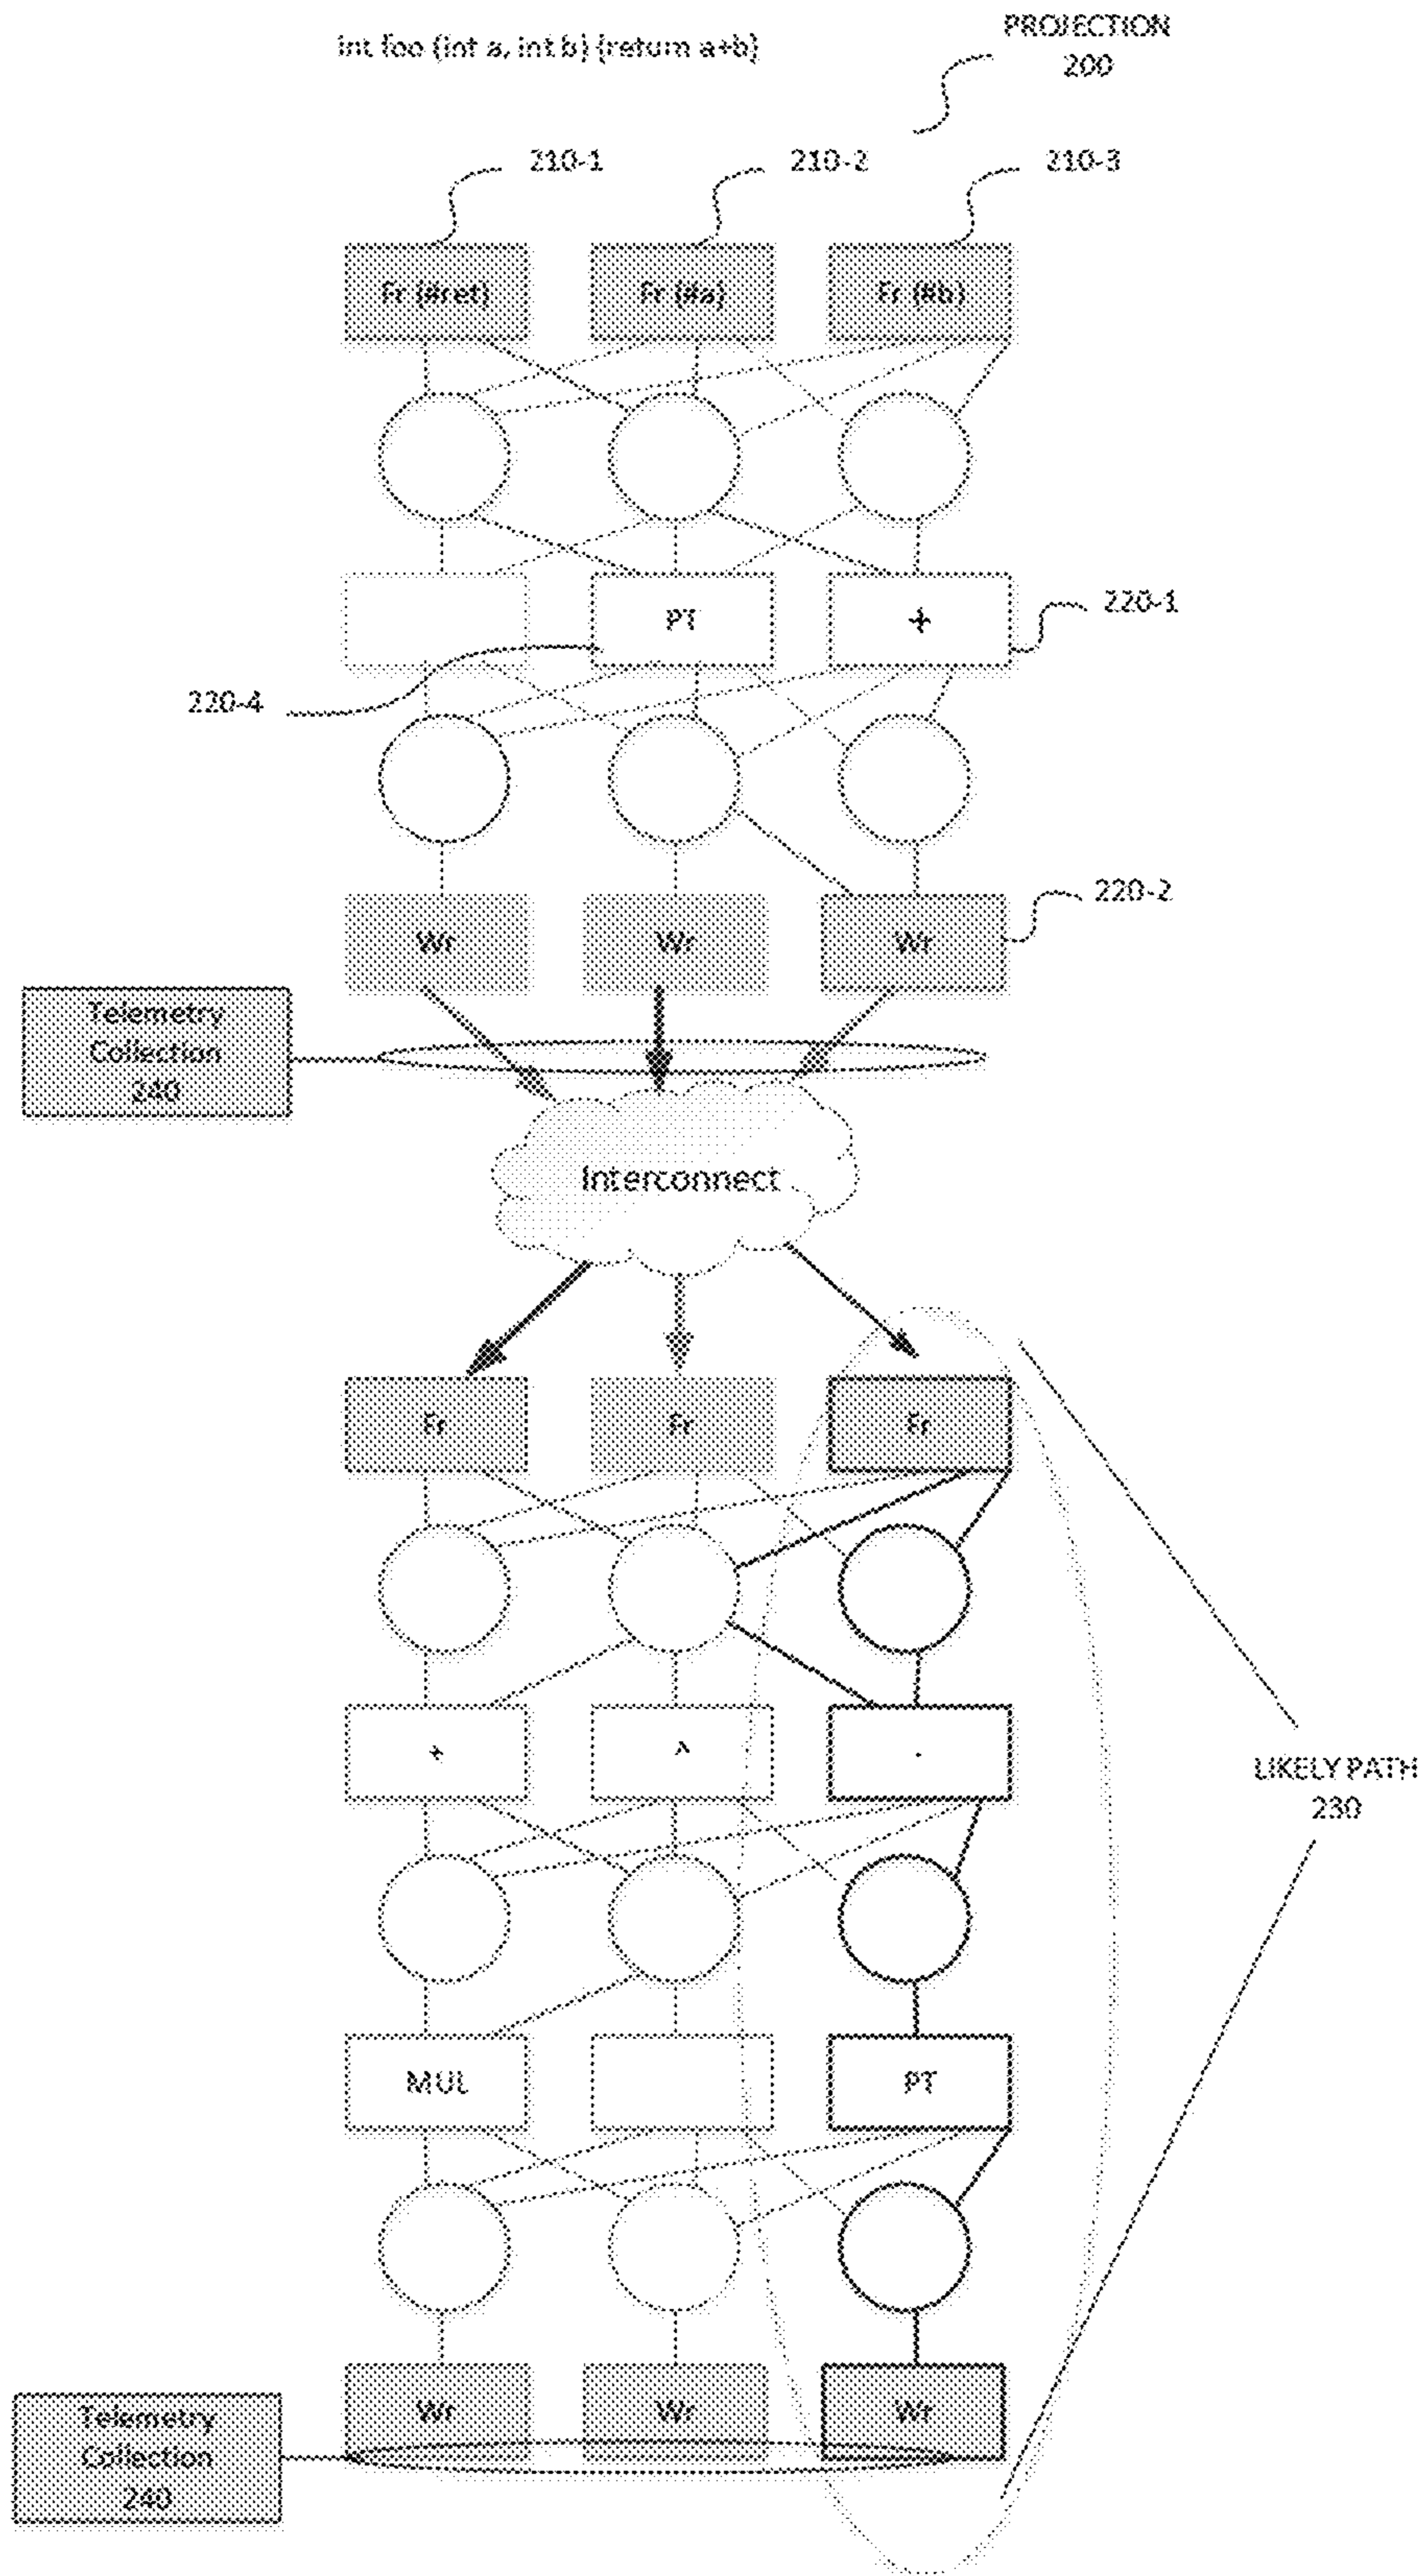 int foo (int a, int b) {return a+b}
PROJECTION
200
210-1
210-2
210-3
Fr (#ret)
Fr (#a)
Fr (#b)
PT
+
220-1
220-4
220-2
Wr
Wr
Wr
Telemetry
Collection
240
Interconnect
Fr
Fr
Fr
+
^
-
LIKELY PATH
230
MUL
PT
Wr
Wr
Wr
Telemetry
Collection
240